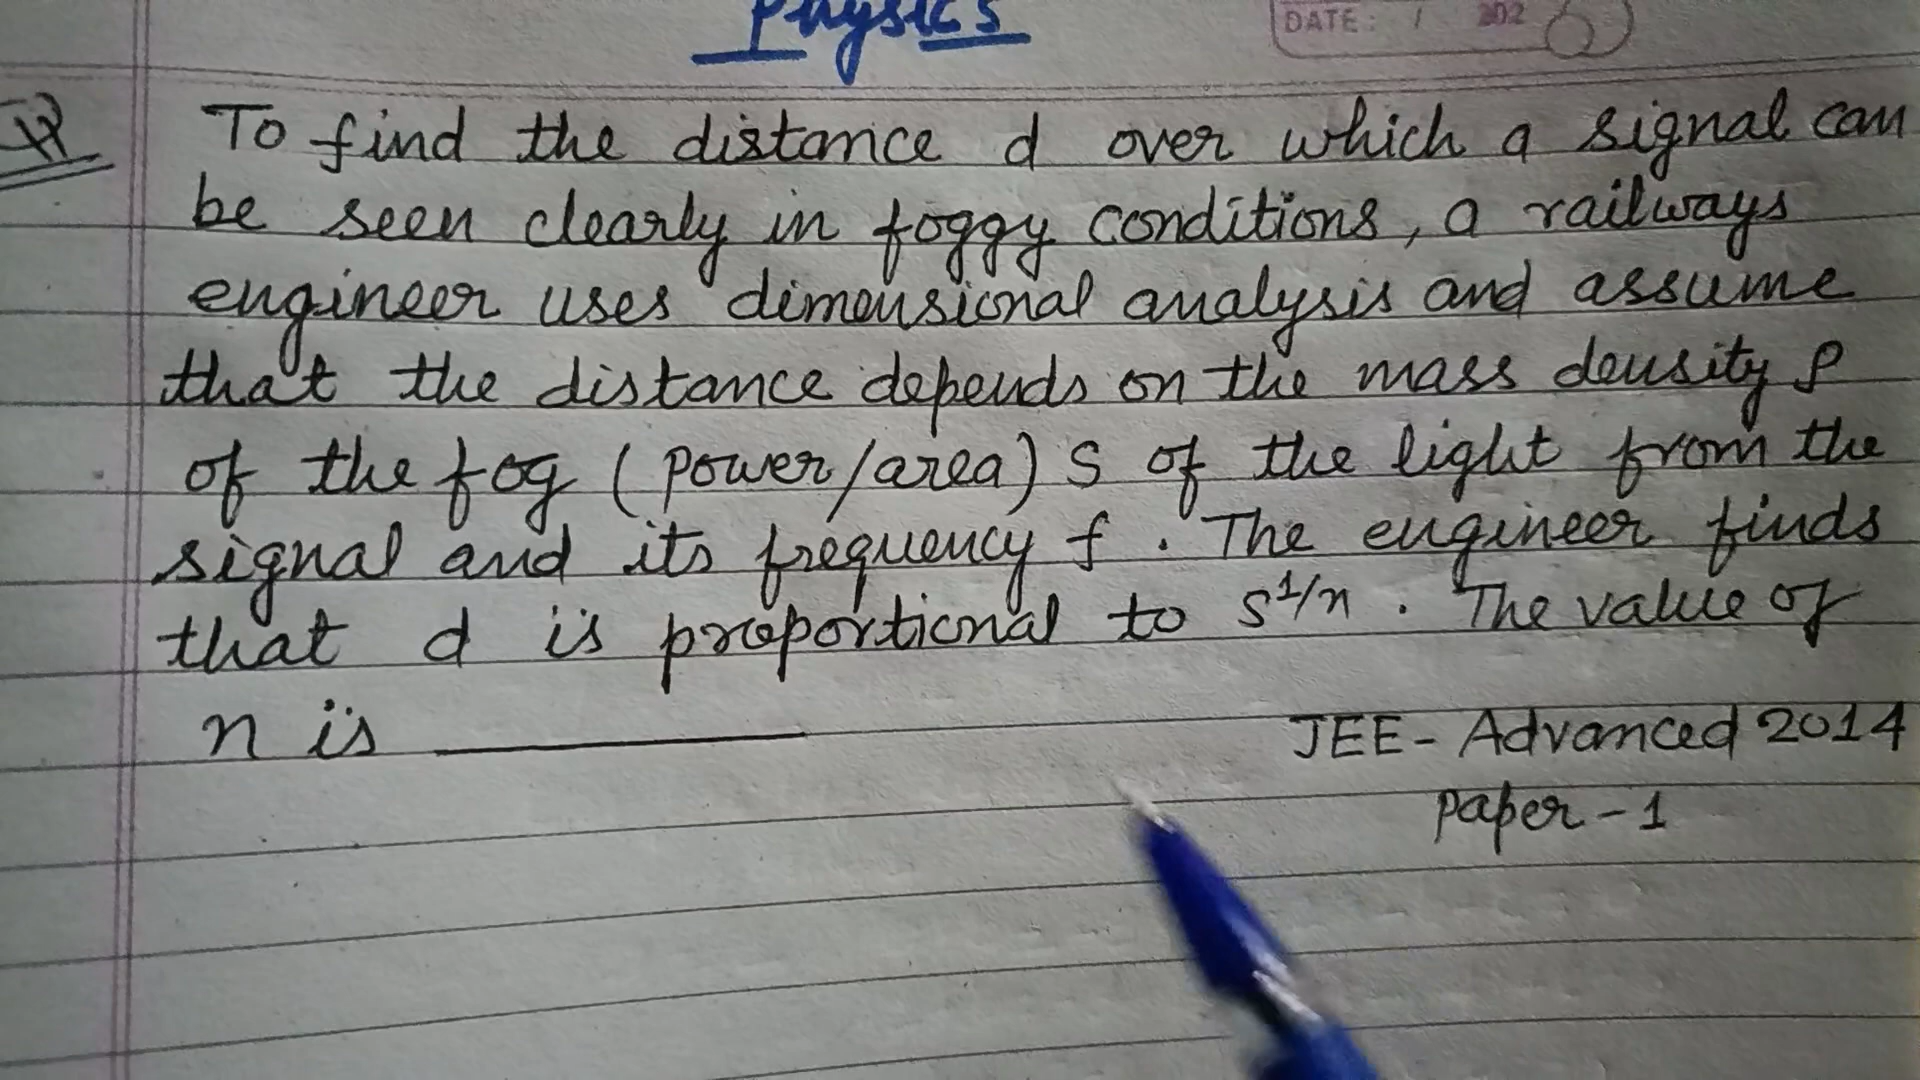 Physics
DATE: / 202
To find the distance d over which a signal can
be seen clearly in foggy conditions, a railways
engineer uses dimensional analysis and assume
that the distance depends on the mass density ρ
of the fog (power/area) S of the light from the
signal and its frequency f. The engineer finds
that d is proportional to S^1/n. The value of
n is ________
JEE-Advanced 2014
paper-1